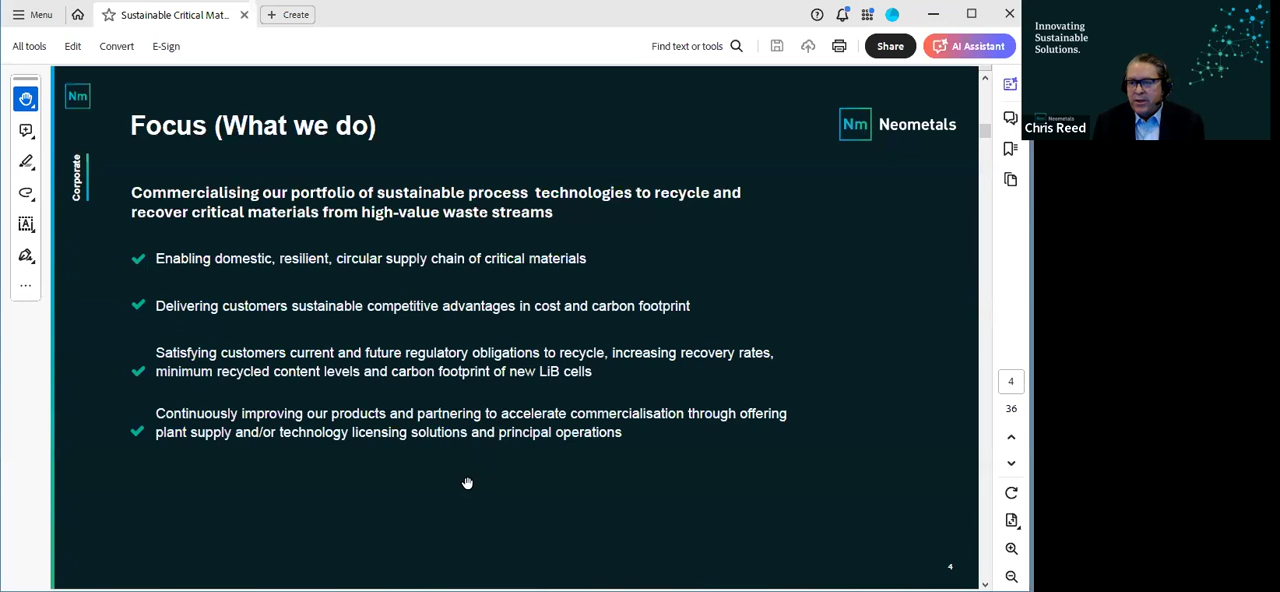 Menu
Sustainable Critical Mat...
Create
All tools
Edit
Convert
E-Sign
Find text or tools
Share
AI Assistant
Nm
Focus (What we do)
Nm Neometals
Corporate
Commercialising our portfolio of sustainable process technologies to recycle and
recover critical materials from high-value waste streams
Enabling domestic, resilient, circular supply chain of critical materials
Delivering customers sustainable competitive advantages in cost and carbon footprint
Satisfying customers current and future regulatory obligations to recycle, increasing recovery rates,
minimum recycled content levels and carbon footprint of new LiB cells
Continuously improving our products and partnering to accelerate commercialisation through offering
plant supply and/or technology licensing solutions and principal operations
4
4
36
Innovating
Sustainable
Solutions.
Nm Neometals
Chris Reed